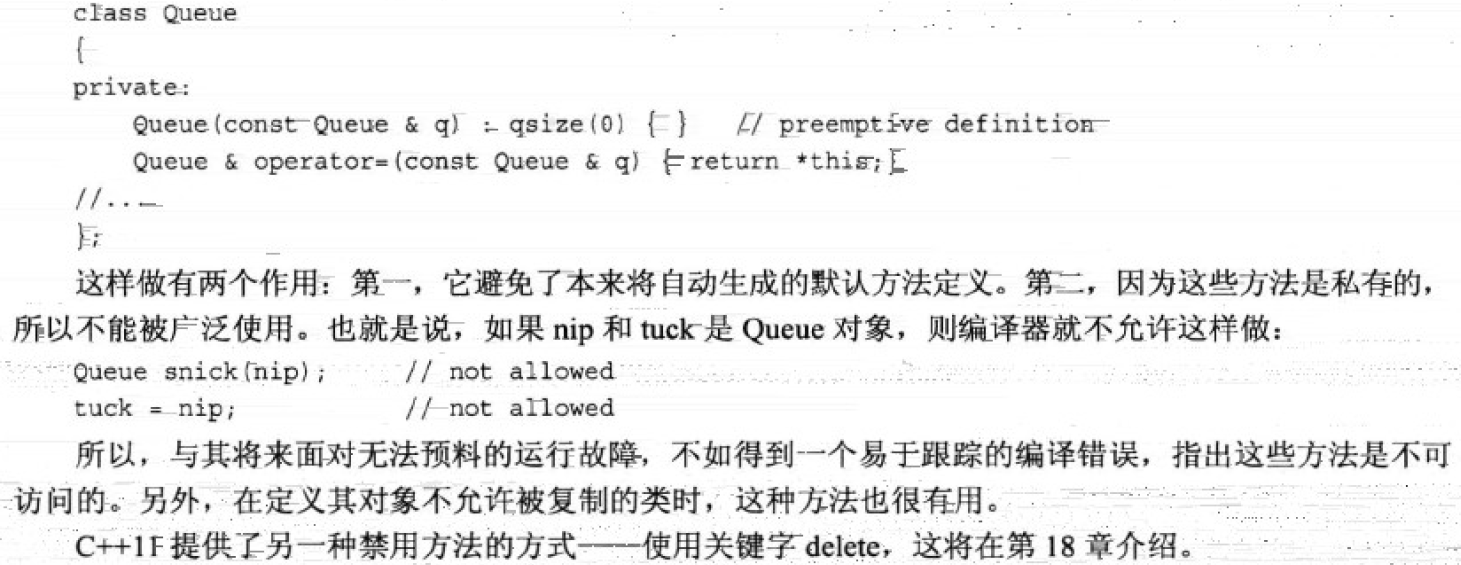 class Queue
{
private:
    Queue(const Queue & q) : qsize(0) { }   // preemptive definition
    Queue & operator=(const Queue & q) { return *this; }
//...
};
这样做有两个作用：第一，它避免了本来将自动生成的默认方法定义。第二，因为这些方法是私有的，
所以不能被广泛使用。也就是说，如果 nip 和 tuck 是 Queue 对象，则编译器就不允许这样做：
Queue snick(nip);     // not allowed
tuck = nip;           // not allowed
所以，与其将来面对无法预料的运行故障，不如得到一个易于跟踪的编译错误，指出这些方法是不可
访问的。另外，在定义其对象不允许被复制的类时，这种方法也很有用。
C++11 提供了另一种禁用方法的方式——使用关键字 delete，这将在第 18 章介绍。